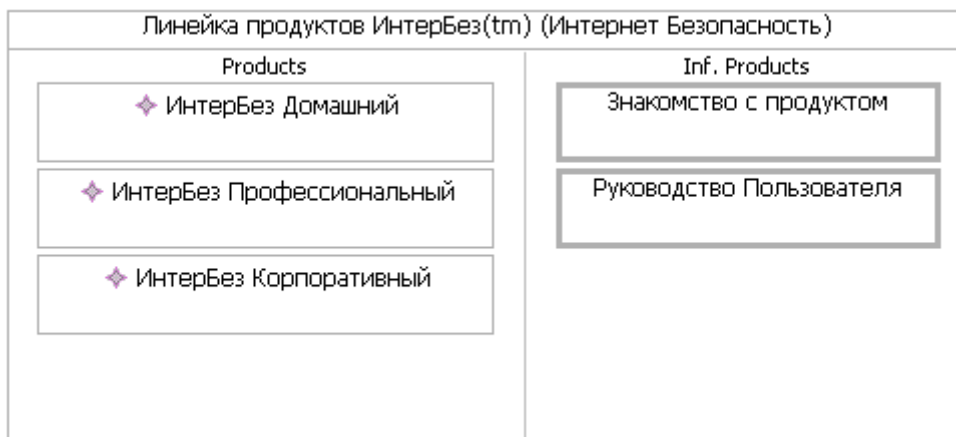 Линейка продуктов ИнтерБез(tm) (Интернет Безопасность)
Products
ИнтерБез Домашний
ИнтерБез Профессиональный
ИнтерБез Корпоративный
Inf. Products
Знакомство с продуктом
Руководство Пользователя